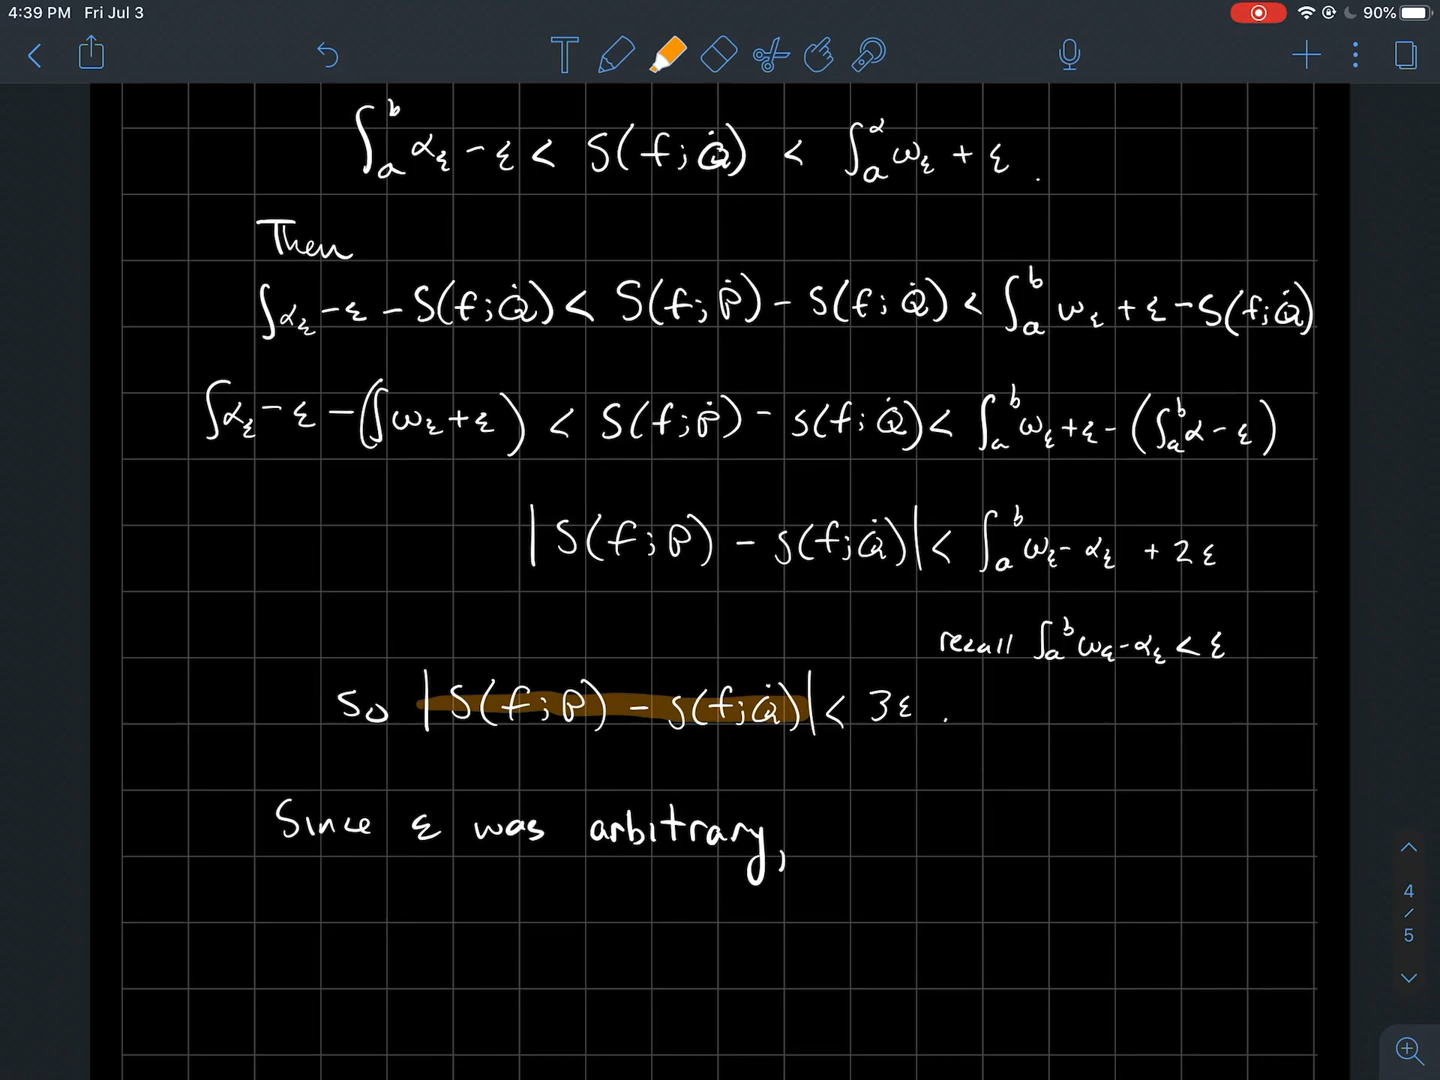 4:39 PM Fri Jul 3 90%
∫_a^b α_ε − ε < S(f; Q̇) < ∫_a^α ω_ε + ε .
Then
∫α_ε − ε − S(f; Q̇) < S(f; Ṗ) − S(f; Q̇) < ∫_a^b ω_ε + ε − S(f; Q̇)
∫α_ε − ε − (∫ω_ε + ε) < S(f; Ṗ) − S(f; Q̇) < ∫_a^b ω_ε + ε − (∫_a^b α − ε)
|S(f; P) − S(f; Q̇)| < ∫_a^b ω_ε − α_ε + 2ε
recall ∫_a^b ω_ε − α_ε < ε
So |S(f; P) − S(f; Q̇)| < 3ε .
Since ε was arbitrary,
4
/
5